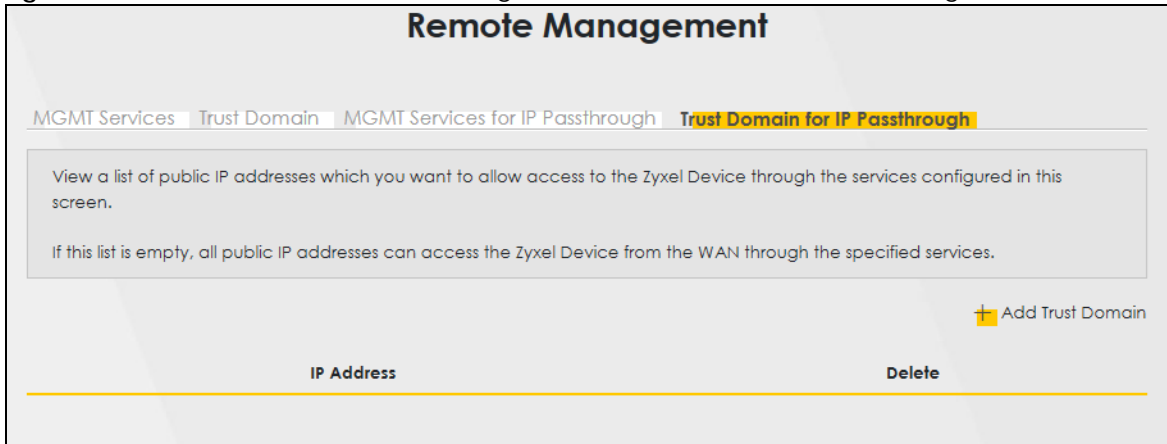 Remote Management
MGMT Services Trust Domain MGMT Services for IP Passthrough Trust Domain for IP Passthrough
View a list of public IP addresses which you want to allow access to the Zyxel Device through the services configured in this
screen.
If this list is empty, all public IP addresses can access the Zyxel Device from the WAN through the specified services.
+ Add Trust Domain
IP Address Delete